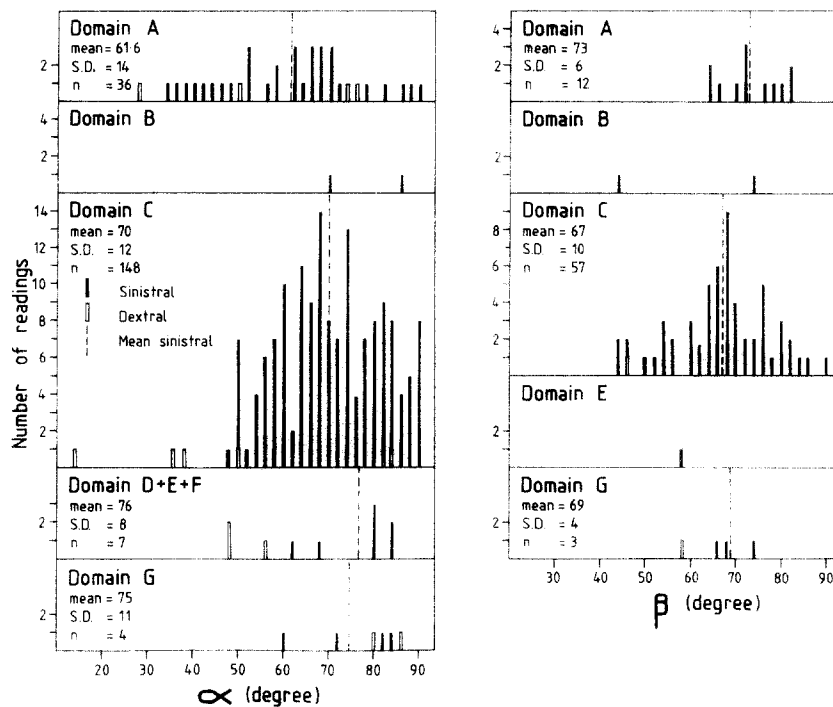 Domain A
mean = 61·6
S.D. = 14
n = 36
2
Domain B
4
2
Domain C
mean = 70
S.D. = 12
n = 148
Sinistral
Dextral
Mean sinistral
14
12
10
8
6
4
2
Number of readings
Domain D+E+F
mean = 76
S.D. = 8
n = 7
2
Domain G
mean = 75
S.D. = 11
n = 4
2
20 30 40 50 60 70 80 90
α (degree)
Domain A
mean = 73
S.D. = 6
n = 12
4
2
Domain B
2
Domain C
mean = 67
S.D. = 10
n = 57
8
6
4
2
Domain E
2
Domain G
mean = 69
S.D. = 4
n = 3
2
30 40 50 60 70 80 90
β (degree)